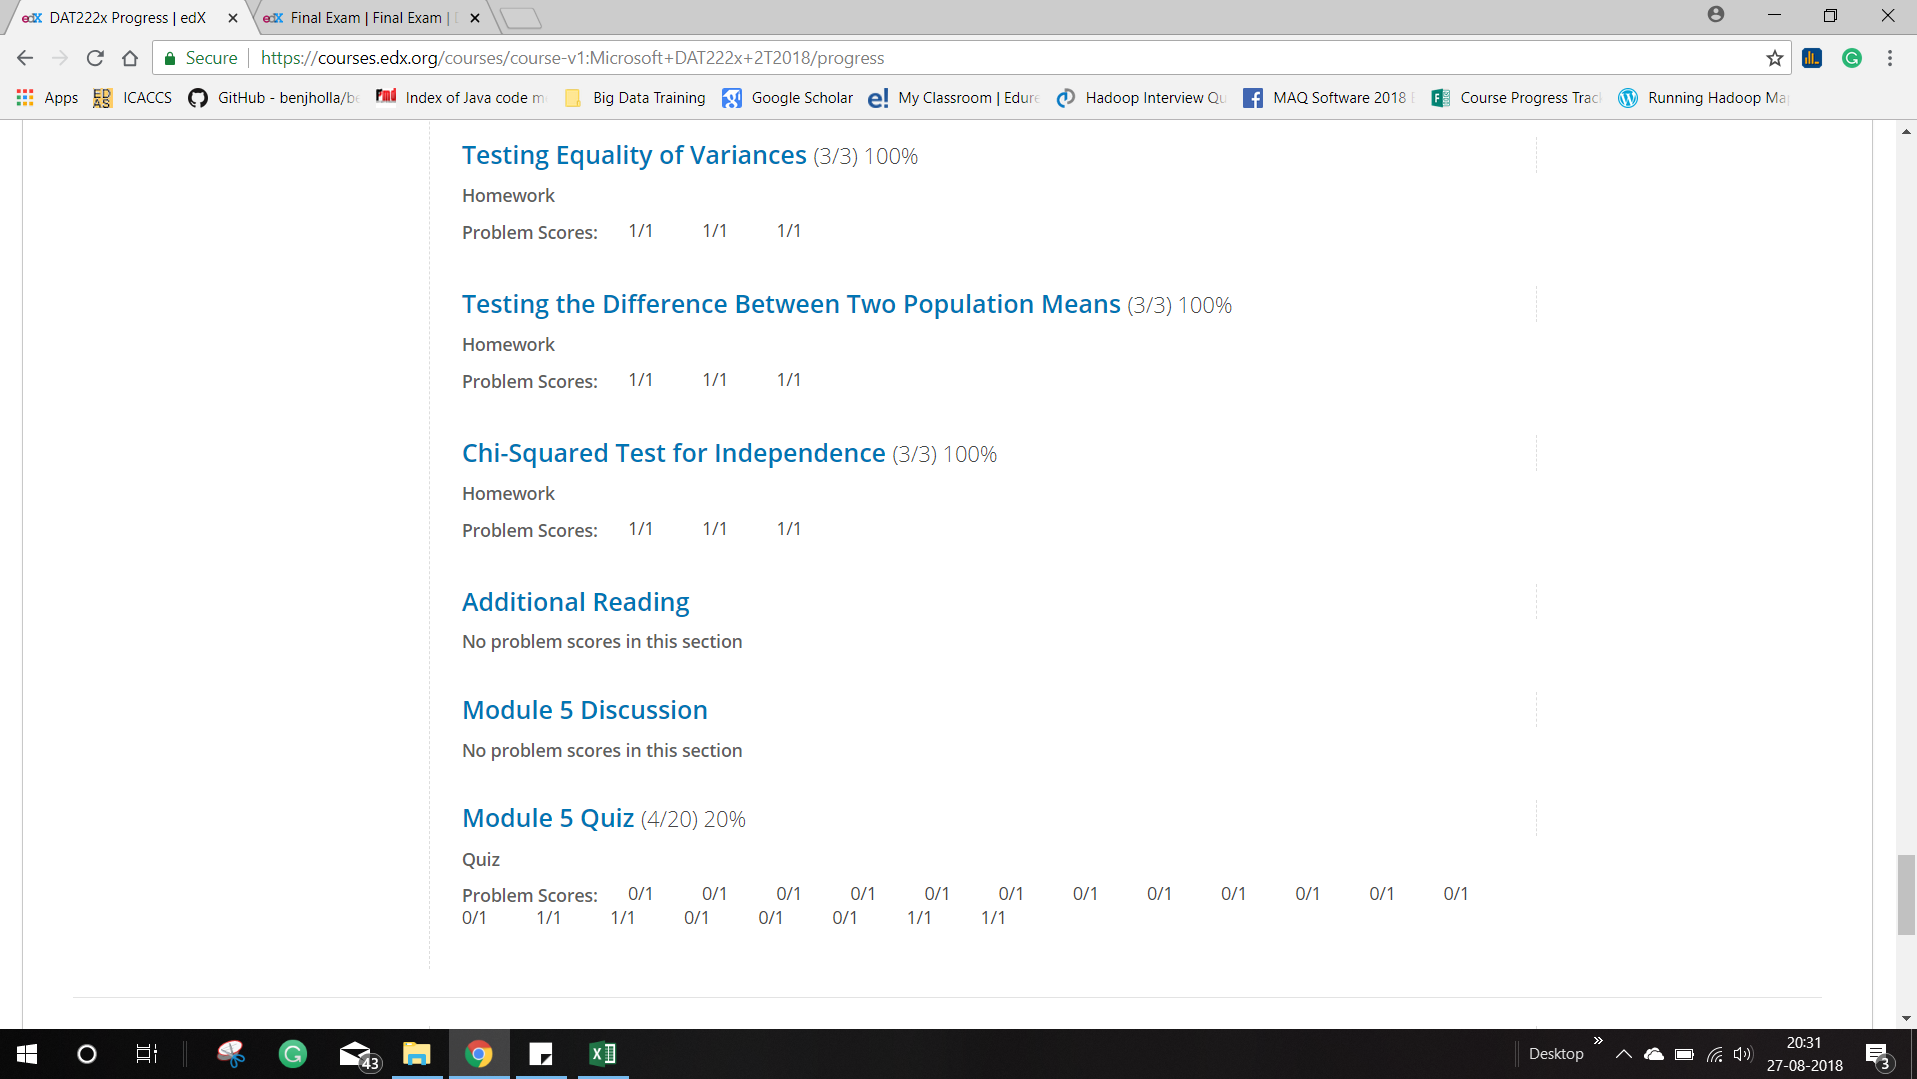 DAT222x Progress | edX
Final Exam | Final Exam |
Secure https://courses.edx.org/courses/course-v1:Microsoft+DAT222x+2T2018/progress
Apps EDAS ICACCS GitHub - benjholla/be Index of Java code m Big Data Training Google Scholar My Classroom | Edure Hadoop Interview Qu MAQ Software 2018 Course Progress Trac Running Hadoop Ma
Testing Equality of Variances (3/3) 100%
Homework
Problem Scores: 1/1 1/1 1/1
Testing the Difference Between Two Population Means (3/3) 100%
Homework
Problem Scores: 1/1 1/1 1/1
Chi-Squared Test for Independence (3/3) 100%
Homework
Problem Scores: 1/1 1/1 1/1
Additional Reading
No problem scores in this section
Module 5 Discussion
No problem scores in this section
Module 5 Quiz (4/20) 20%
Quiz
Problem Scores: 0/1 0/1 0/1 0/1 0/1 0/1 0/1 0/1 0/1 0/1 0/1 0/1
0/1 1/1 1/1 0/1 0/1 0/1 1/1 1/1
43
Desktop
20:31
27-08-2018
3